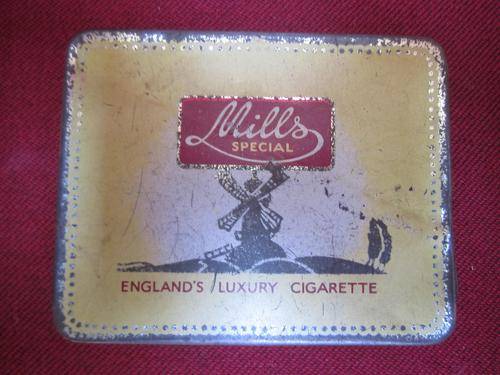 Mills
SPECIAL
ENGLAND'S LUXURY CIGARETTE